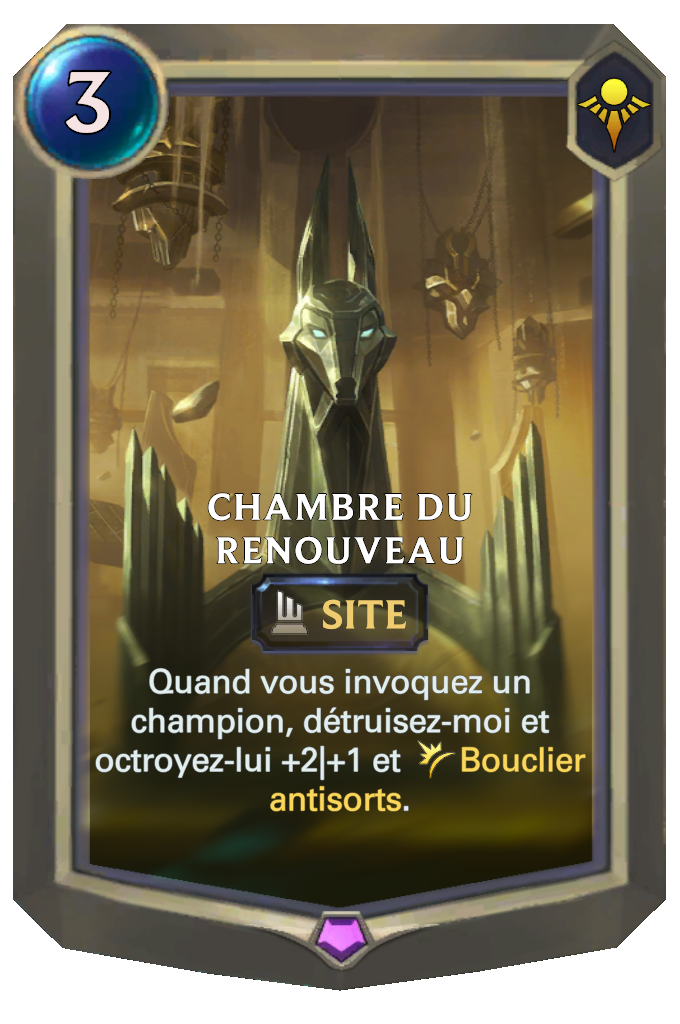 3
CHAMBRE DU
RENOUVEAU
SITE
Quand vous invoquez un
champion, détruisez-moi et
octroyez-lui +2|+1 et Bouclier
antisorts.